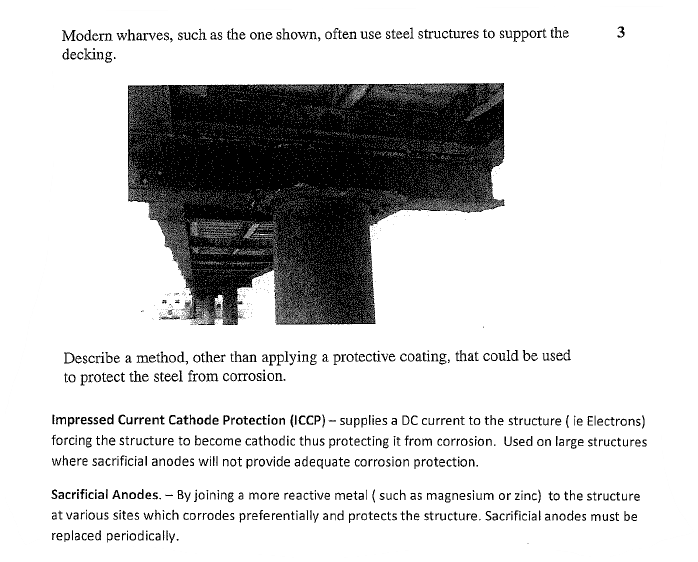 Modern wharves, such as the one shown, often use steel structures to support the 3
decking.
Describe a method, other than applying a protective coating, that could be used
to protect the steel from corrosion.
Impressed Current Cathode Protection (ICCP) – supplies a DC current to the structure ( ie Electrons)
forcing the structure to become cathodic thus protecting it from corrosion. Used on large structures
where sacrificial anodes will not provide adequate corrosion protection.
Sacrificial Anodes. – By joining a more reactive metal ( such as magnesium or zinc) to the structure
at various sites which corrodes preferentially and protects the structure. Sacrificial anodes must be
replaced periodically.